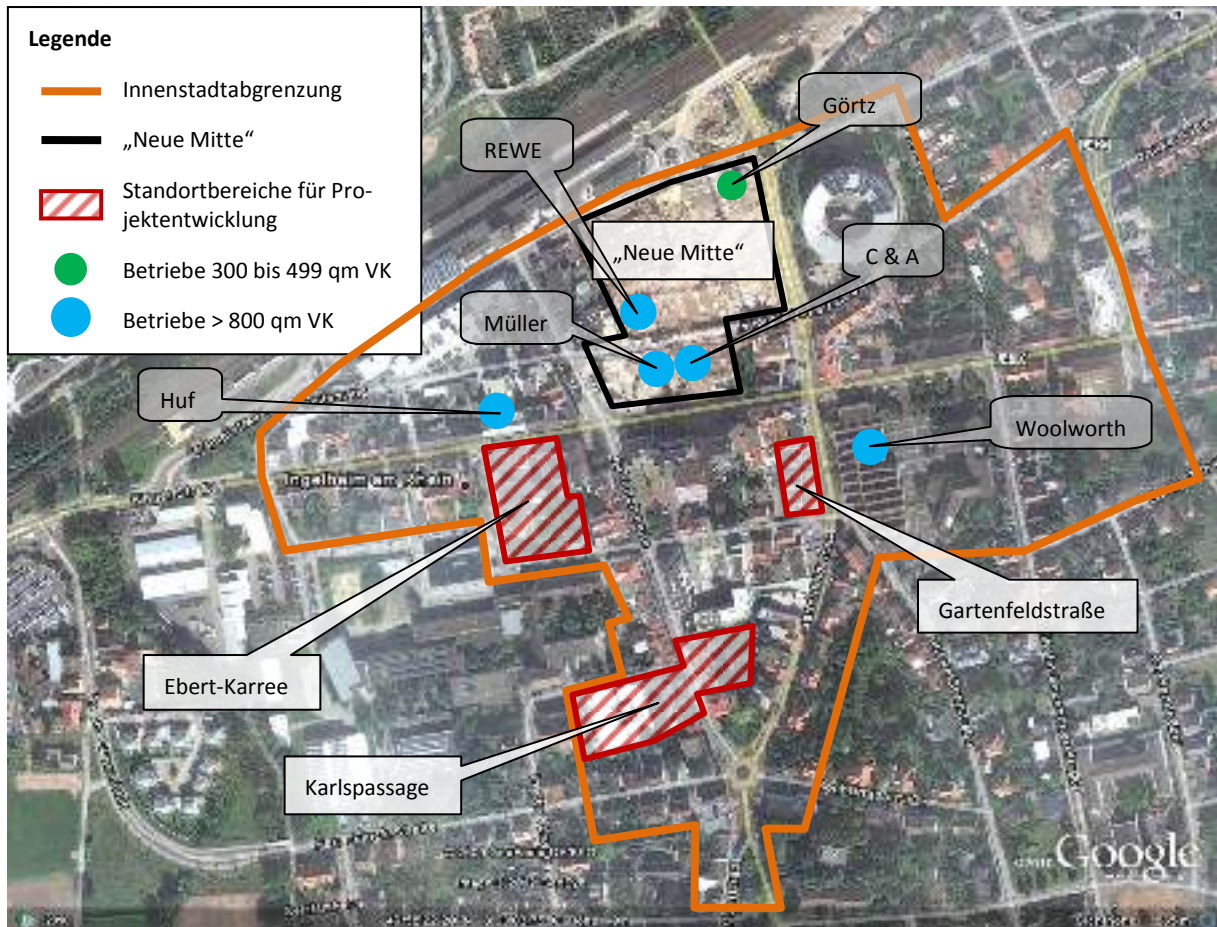 Legende
Innenstadtabgrenzung
„Neue Mitte“
Standortbereiche für Pro-
jektentwicklung
Betriebe 300 bis 499 qm VK
Betriebe > 800 qm VK
Görtz
REWE
„Neue Mitte“
C & A
Müller
Huf
Woolworth
Ingelheim am Rhein
Gartenfeldstraße
Ebert-Karree
Karlspassage
Google